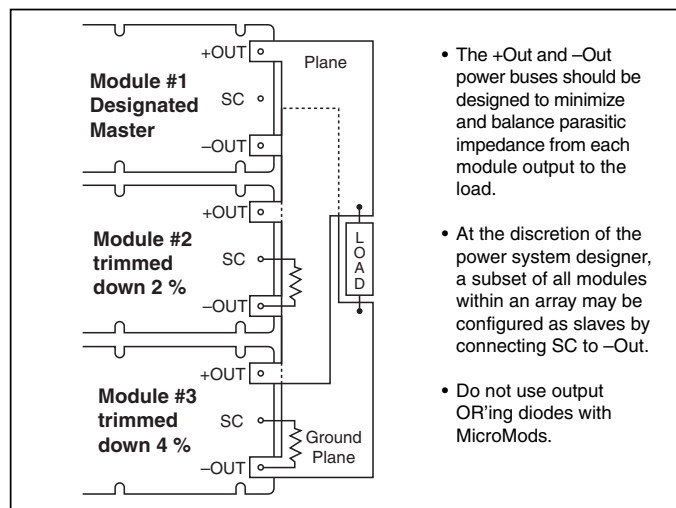 +OUT
Plane
Module #1
Designated
Master
SC
–OUT
+OUT
Module #2
trimmed
down 2 %
SC
–OUT
LOAD
+OUT
Module #3
trimmed
down 4 %
SC
Ground
Plane
–OUT
• The +Out and –Out
power buses should be
designed to minimize
and balance parasitic
impedance from each
module output to the
load.
• At the discretion of the
power system designer,
a subset of all modules
within an array may be
configured as slaves by
connecting SC to –Out.
• Do not use output
OR'ing diodes with
MicroMods.